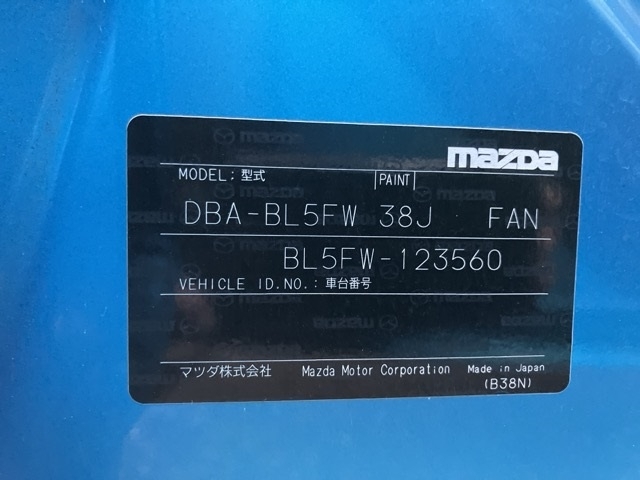 mazda
MODEL:型式 PAINT
DBA-BL5FW 38J FAN
BL5FW-123560
VEHICLE ID.NO.:車台番号
マツダ株式会社 Mazda Motor Corporation Made in Japan
(B38N)